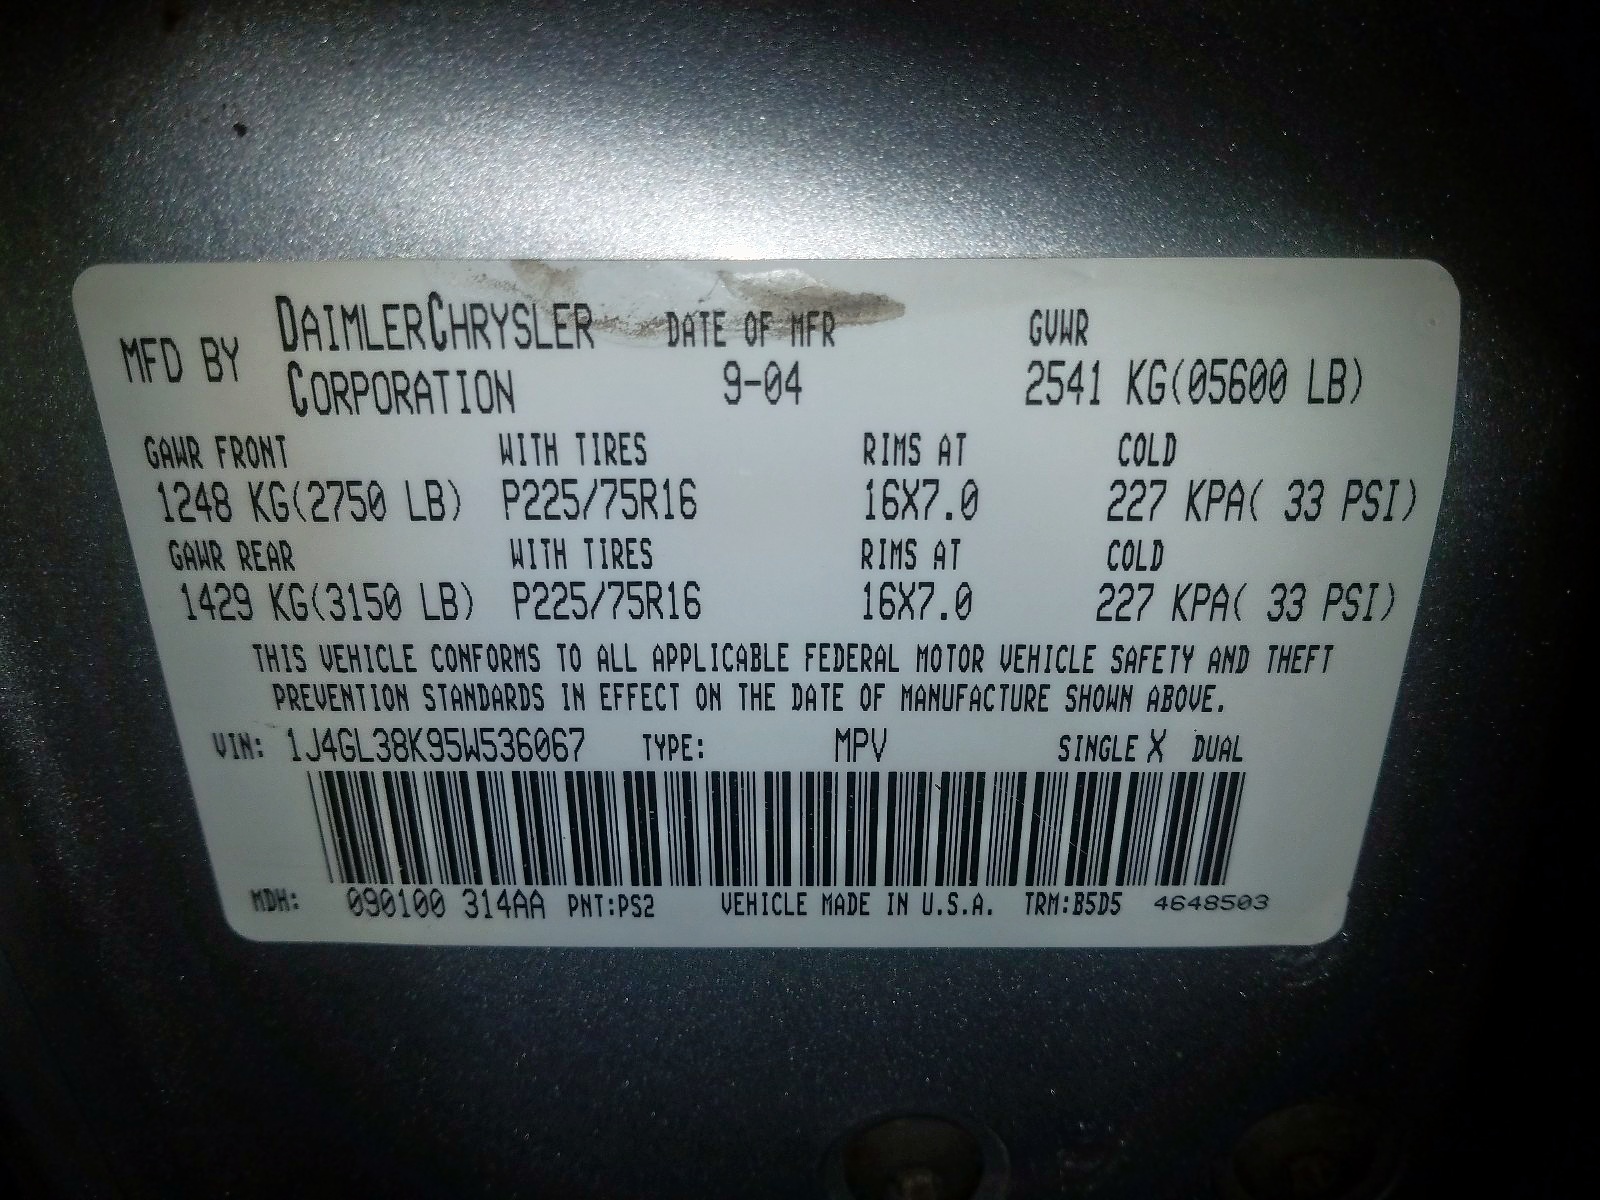 MFD BY DAIMLERCHRYSLER CORPORATION DATE OF MFR 9-04 GVWR 2541 KG(05600 LB)
GAWR FRONT WITH TIRES RIMS AT COLD
1248 KG(2750 LB) P225/75R16 16X7.0 227 KPA( 33 PSI)
GAWR REAR WITH TIRES RIMS AT COLD
1429 KG(3150 LB) P225/75R16 16X7.0 227 KPA( 33 PSI)
THIS VEHICLE CONFORMS TO ALL APPLICABLE FEDERAL MOTOR VEHICLE SAFETY AND THEFT
PREVENTION STANDARDS IN EFFECT ON THE DATE OF MANUFACTURE SHOWN ABOVE.
VIN: 1J4GL38K95W536067 TYPE: MPV SINGLE X DUAL
MDH: 090100 314AA PNT:PS2 VEHICLE MADE IN U.S.A. TRM:B5D5 4648503